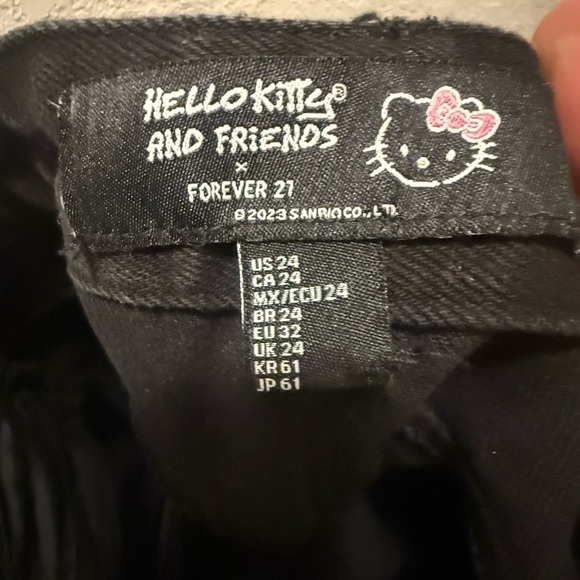 HELLO KITTY®
AND FRIENDS
×
FOREVER 21
©2023 SANRIO CO., LTD.
US 24
CA 24
MX/ECU 24
BR 24
EU 32
UK 24
KR 61
JP 61